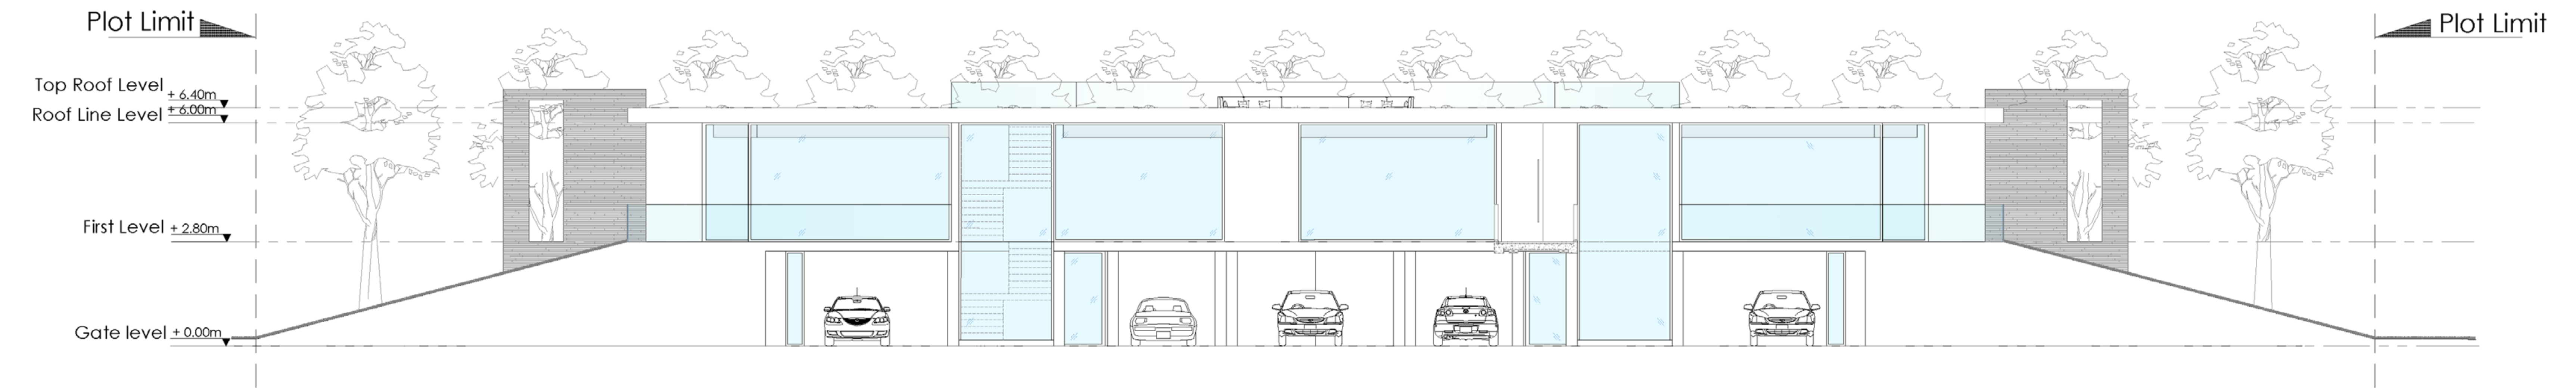 Plot Limit
Plot Limit
Top Roof Level + 6.40m
Roof Line Level + 6.00m
First Level + 2.80m
Gate level + 0.00m